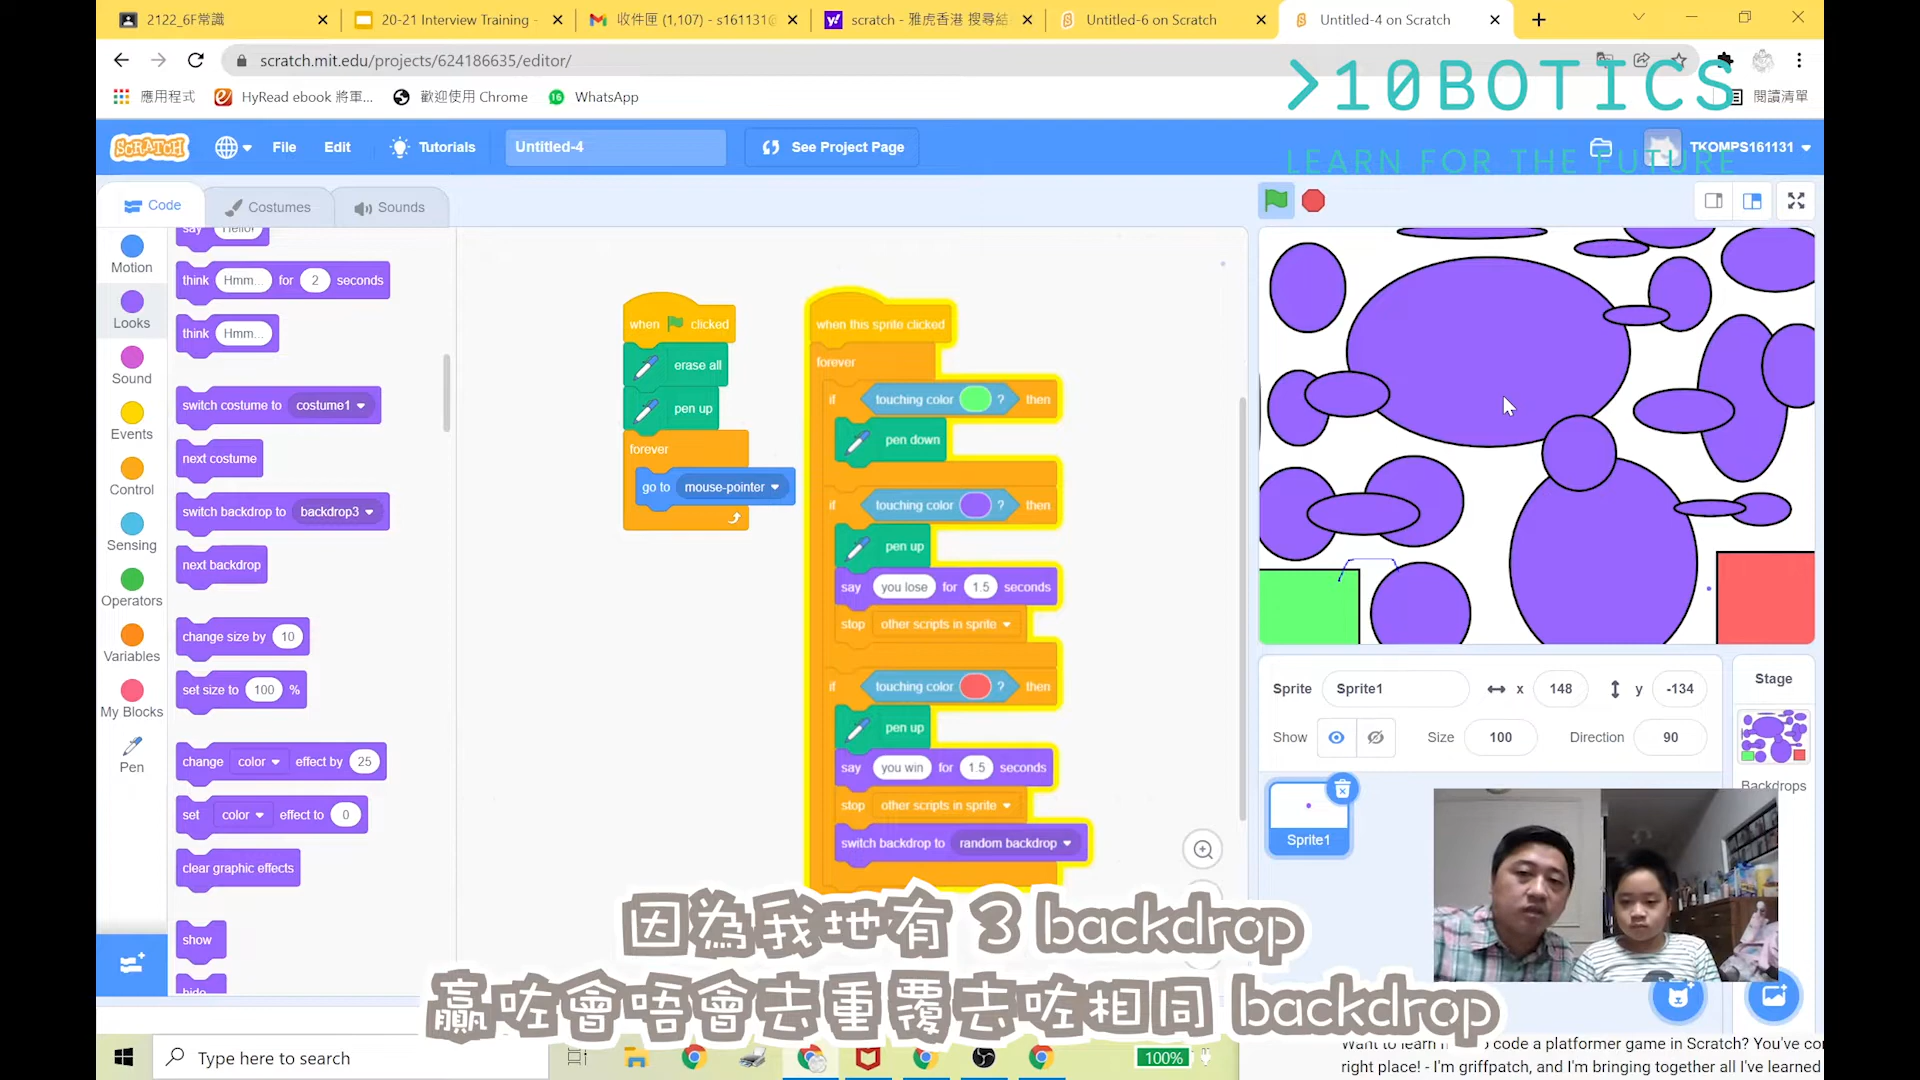 2122_6F常識
20-21 Interview Training -
收件匣 (1,107) - s161131@
scratch - 雅虎香港 搜尋結
Untitled-6 on Scratch
Untitled-4 on Scratch
scratch.mit.edu/projects/624186635/editor/
>10BOTICS
應用程式
HyRead ebook 將軍...
歡迎使用 Chrome
16
WhatsApp
閱讀清單
LEARN FOR THE FUTURE
SCRATCH
File
Edit
Tutorials
Untitled-4
See Project Page
TKOMPS161131
Code
Costumes
Sounds
Motion
Looks
Sound
Events
Control
Sensing
Operators
Variables
My Blocks
Pen
say Hello!
think Hmm... for 2 seconds
think Hmm...
switch costume to costume1
next costume
switch backdrop to backdrop3
next backdrop
change size by 10
set size to 100 %
change color effect by 25
set color effect to 0
clear graphic effects
show
hide
when clicked
erase all
pen up
forever
go to mouse-pointer
when this sprite clicked
forever
if touching color ? then
pen down
if touching color ? then
pen up
say you lose for 1.5 seconds
stop other scripts in sprite
if touching color ? then
pen up
say you win for 1.5 seconds
stop other scripts in sprite
switch backdrop to random backdrop
Sprite
Sprite1
x 148
y -134
Show
Size 100
Direction 90
Sprite1
Stage
Backdrops
因為我地有 3 backdrop
贏咗會唔會去重覆去咗相同 backdrop
Type here to search
100%
code a platformer game in Scratch? You've con
right place! - I'm griffpatch, and I'm bringing together all I've learned